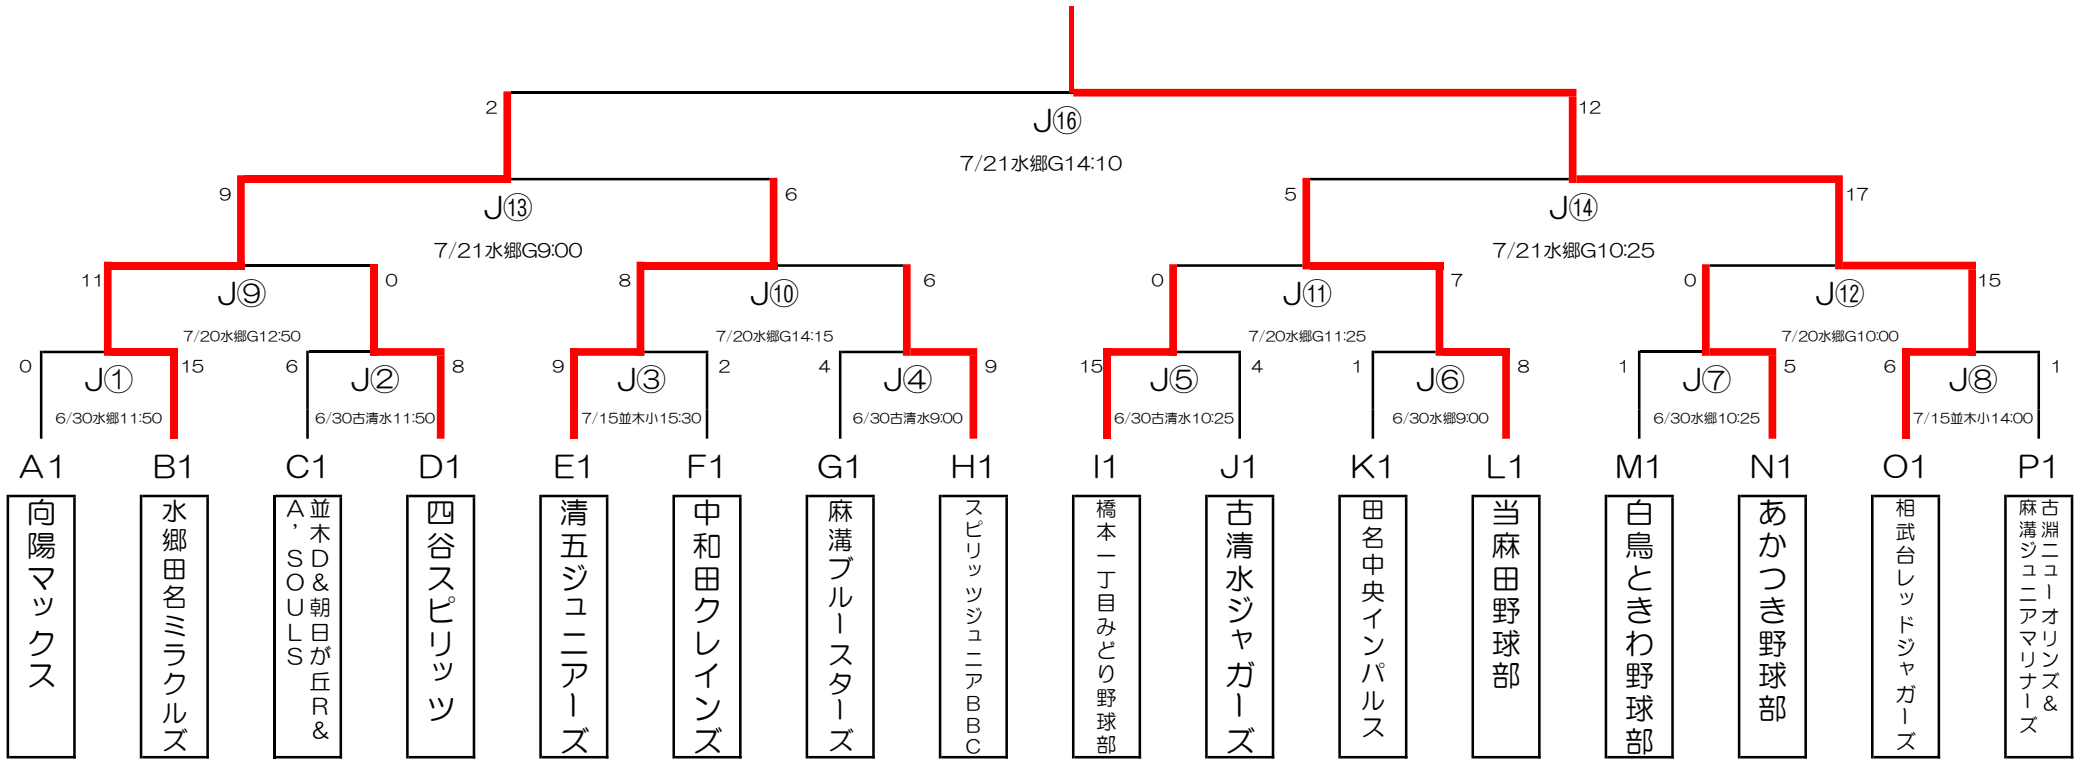 2 12
J⑯
7/21水郷G14:10
9 6 5 17
J⑬ J⑭
7/21水郷G9:00 7/21水郷G10:25
11 0 8 6 0 7 0 15
J⑨ J⑩ J⑪ J⑫
7/20水郷G12:50 7/20水郷G14:15 7/20水郷G11:25 7/20水郷G10:00
0 15 6 8 9 2 4 9 15 4 1 8 1 5 6 1
J① J② J③ J④ J⑤ J⑥ J⑦ J⑧
6/30水郷11:50 6/30古清水11:50 7/15並木小15:30 6/30古清水9:00 6/30古清水10:25 6/30水郷9:00 6/30水郷10:25 7/15並木小14:00
A1 B1 C1 D1 E1 F1 G1 H1 I1 J1 K1 L1 M1 N1 O1 P1
向陽マックス
水郷田名ミラクルズ
並木D&朝日が丘R&
A’SOULS
四谷スピリッツ
清五ジュニアーズ
中和田クレインズ
麻溝ブルースターズ
スピリッツジュニアBBC
橋本一丁目みどり野球部
古清水ジャガーズ
田名中央インパルス
当麻田野球部
白鳥ときわ野球部
あかつき野球部
相武台レッドジャガーズ
古淵ニューオリンズ&
麻溝ジュニアマリナーズ